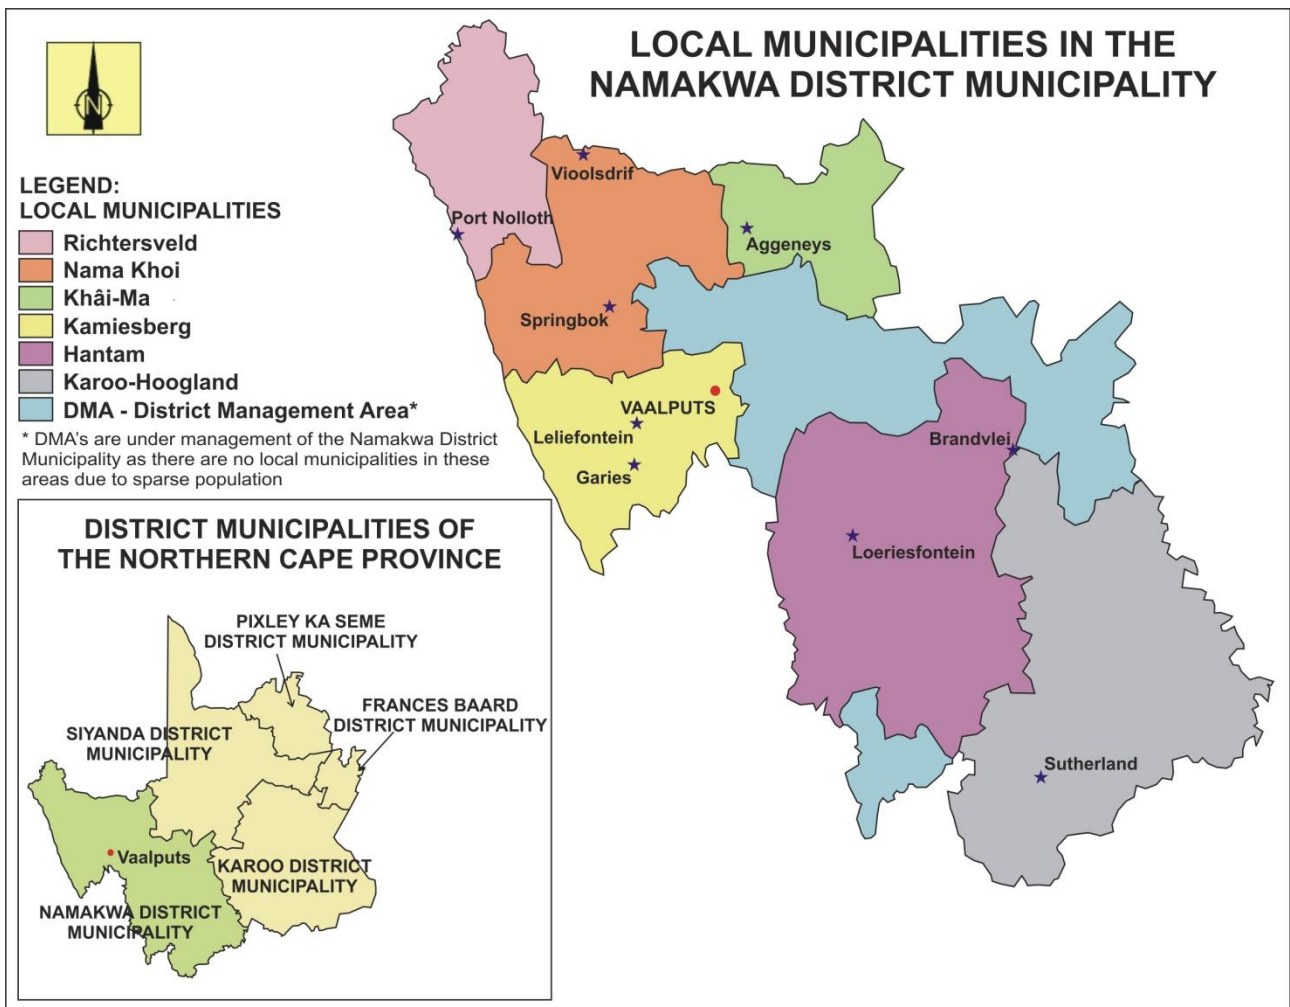 LOCAL MUNICIPALITIES IN THE
NAMAKWA DISTRICT MUNICIPALITY
N
LEGEND:
LOCAL MUNICIPALITIES
Richtersveld
Nama Khoi
Khâi-Ma
Kamiesberg
Hantam
Karoo-Hoogland
DMA - District Management Area*
* DMA's are under management of the Namakwa District
Municipality as there are no local municipalities in these
areas due to sparse population
Vioolsdrif
Port Nolloth
Aggeneys
Springbok
VAALPUTS
Leliefontein
Garies
Brandvlei
Loeriesfontein
Sutherland
DISTRICT MUNICIPALITIES OF
THE NORTHERN CAPE PROVINCE
PIXLEY KA SEME
DISTRICT MUNICIPALITY
FRANCES BAARD
DISTRICT MUNICIPALITY
SIYANDA DISTRICT
MUNICIPALITY
Vaalputs
KAROO DISTRICT
MUNICIPALITY
NAMAKWA DISTRICT
MUNICIPALITY